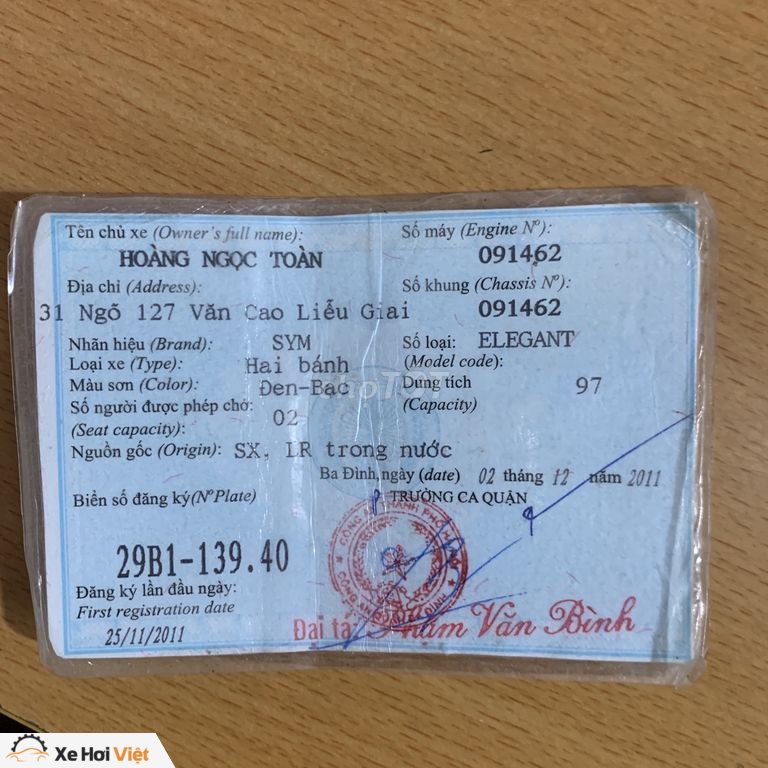 Tên chủ xe (Owner's full name):
HOÀNG NGỌC TOÀN
Số máy (Engine Nº):
091462
Địa chỉ (Address):
31 Ngõ 127 Văn Cao Liễu Giai
Số khung (Chassis Nº):
091462
Nhãn hiệu (Brand): SYM
Số loại: ELEGANT
(Model code):
Loại xe (Type): Hai bánh
Màu sơn (Color): Đen-Bạc
Dung tích 97
(Capacity)
Số người được phép chở: 02
(Seat capacity):
Nguồn gốc (Origin): SX, LR trong nước
Ba Đình, ngày (date) 02 tháng 12 năm 2011
Biển số đăng ký(Nº Plate)
TRƯỞNG CA QUẬN
29B1-139.40
Đăng ký lần đầu ngày:
First registration date
25/11/2011
Đại tá Phạm Văn Bình
Xe Hơi Việt